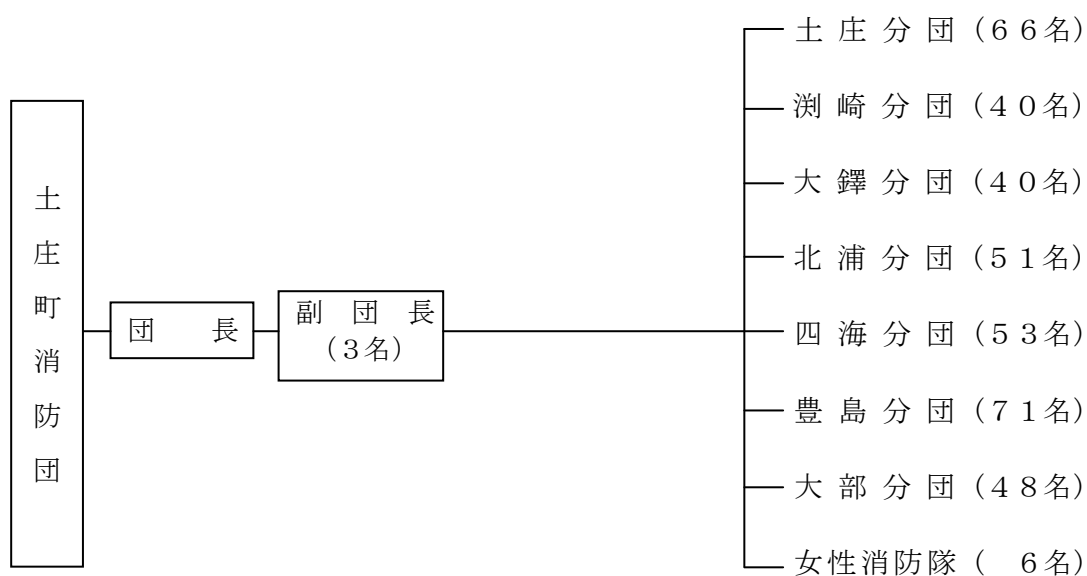 土庄町消防団
団　　長
副　団　長
（3名）
土 庄 分 団（６６名）
渕 崎 分 団（４０名）
大 鐸 分 団（４０名）
北 浦 分 団（５１名）
四 海 分 団（５３名）
豊 島 分 団（７１名）
大 部 分 団（４８名）
女性消防隊（　６名）